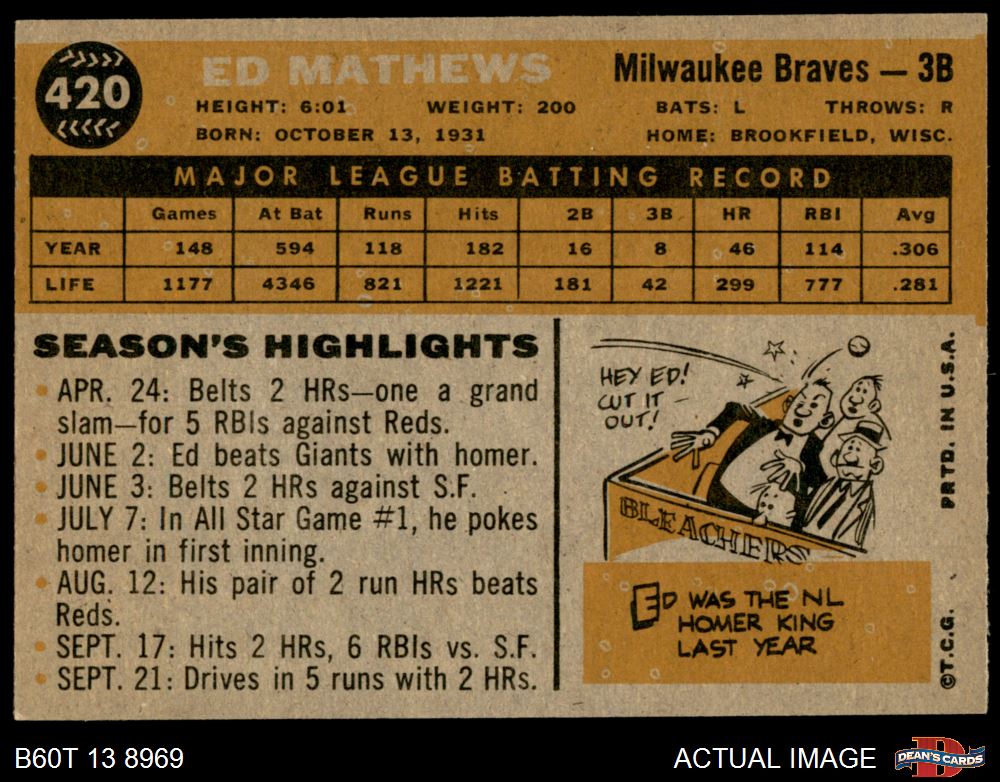 420
ED MATHEWS
Milwaukee Braves — 3B
HEIGHT: 6:01 WEIGHT: 200 BATS: L THROWS: R
BORN: OCTOBER 13, 1931 HOME: BROOKFIELD, WISC.
MAJOR LEAGUE BATTING RECORD
Games At Bat Runs Hits 2B 3B HR RBI Avg
YEAR 148 594 118 182 16 8 46 114 .306
LIFE 1177 4346 821 1221 181 42 299 777 .281
SEASON'S HIGHLIGHTS
• APR. 24: Belts 2 HRs—one a grand
slam—for 5 RBIs against Reds.
• JUNE 2: Ed beats Giants with homer.
• JUNE 3: Belts 2 HRs against S.F.
• JULY 7: In All Star Game #1, he pokes
homer in first inning.
• AUG. 12: His pair of 2 run HRs beats
Reds.
• SEPT. 17: Hits 2 HRs, 6 RBIs vs. S.F.
• SEPT. 21: Drives in 5 runs with 2 HRs.
HEY ED!
CUT IT
OUT!
BLEACHERS
ED WAS THE NL
HOMER KING
LAST YEAR
©T.C.G. PRTD. IN U.S.A.
B60T 13 8969
ACTUAL IMAGE
D
DEAN'S CARDS